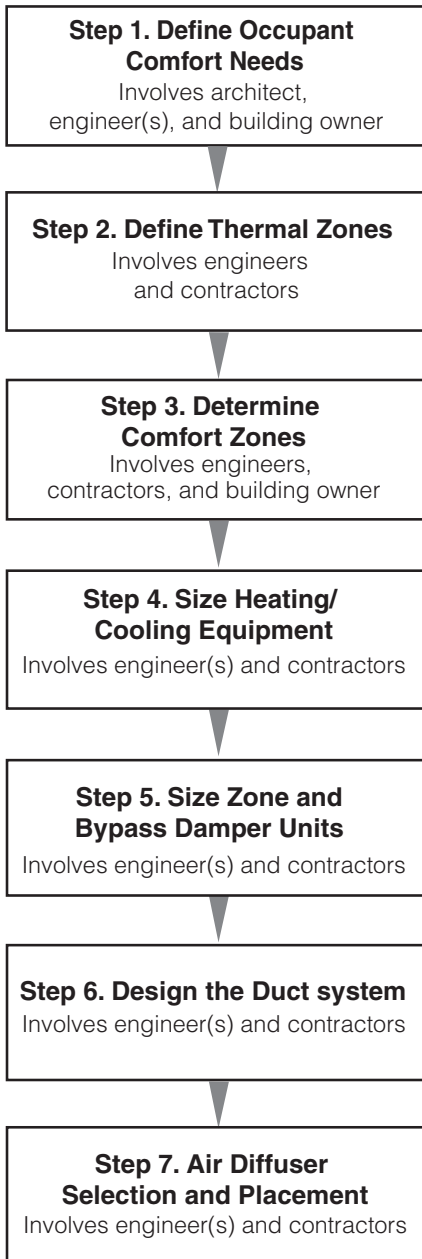 Step 1. Define Occupant
Comfort Needs
Involves architect,
engineer(s), and building owner
Step 2. Define Thermal Zones
Involves engineers
and contractors
Step 3. Determine
Comfort Zones
Involves engineers,
contractors, and building owner
Step 4. Size Heating/
Cooling Equipment
Involves engineer(s) and contractors
Step 5. Size Zone and
Bypass Damper Units
Involves engineer(s) and contractors
Step 6. Design the Duct system
Involves engineer(s) and contractors
Step 7. Air Diffuser
Selection and Placement
Involves engineer(s) and contractors